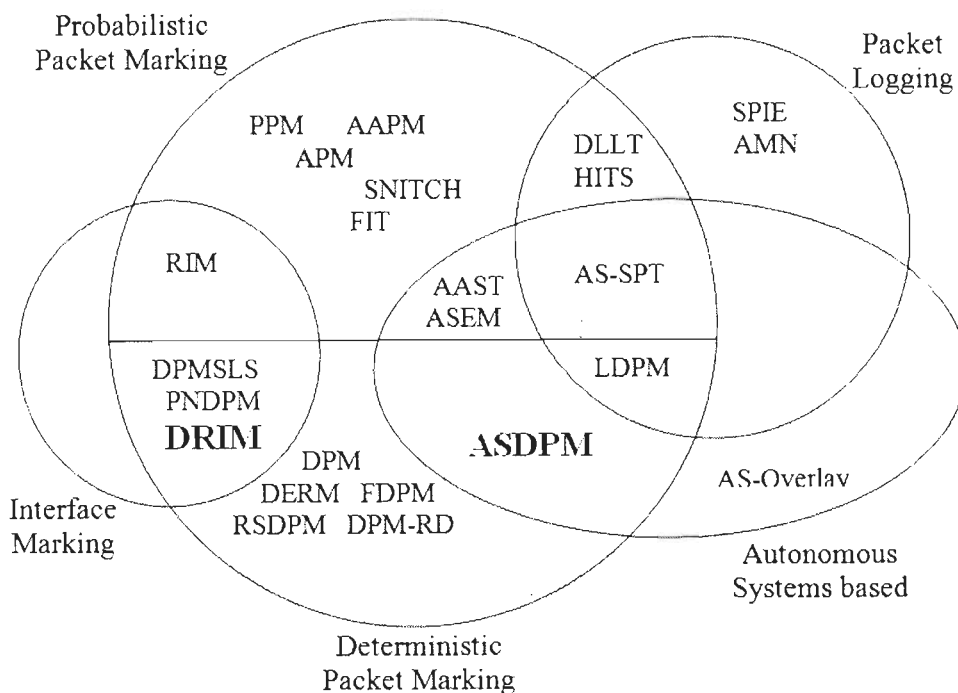 Probabilistic
Packet Marking
Packet
Logging
PPM AAPM
APM
SNITCH
FIT
DLLT
HITS
SPIE
AMN
RIM
AAST
ASEM
AS-SPT
DPMSLS
PNDPM
DRIM
LDPM
ASDPM
DPM
DERM FDPM
RSDPM DPM-RD
AS-Overlay
Interface
Marking
Autonomous
Systems based
Deterministic
Packet Marking